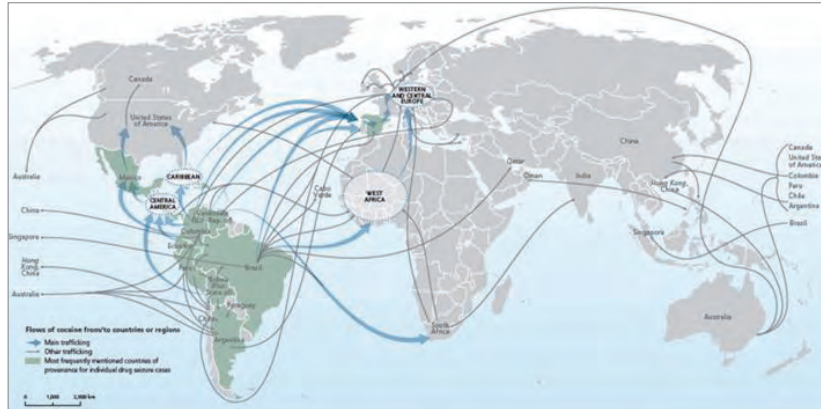 Canada
United States
of America
Australia
Mexico
CARIBBEAN
CENTRAL
AMERICA
WESTERN
AND CENTRAL
EUROPE
Cabo
Verde
WEST
AFRICA
China
Qatar
Oman
India
Hong Kong,
China
Singapore
Canada
United States
of America
Colombia
Peru
Chile
Argentina
Brazil
China
Singapore
Hong
Kong,
China
Australia
Colombia
Ecuador
Peru
Brazil
Paraguay
Chile
Argentina
South
Africa
Australia
Flows of cocaine from/to countries or regions
Main trafficking
Other trafficking
Most frequently mentioned countries of
provenance for individual drug seizure cases
0 1,000 2,000 km